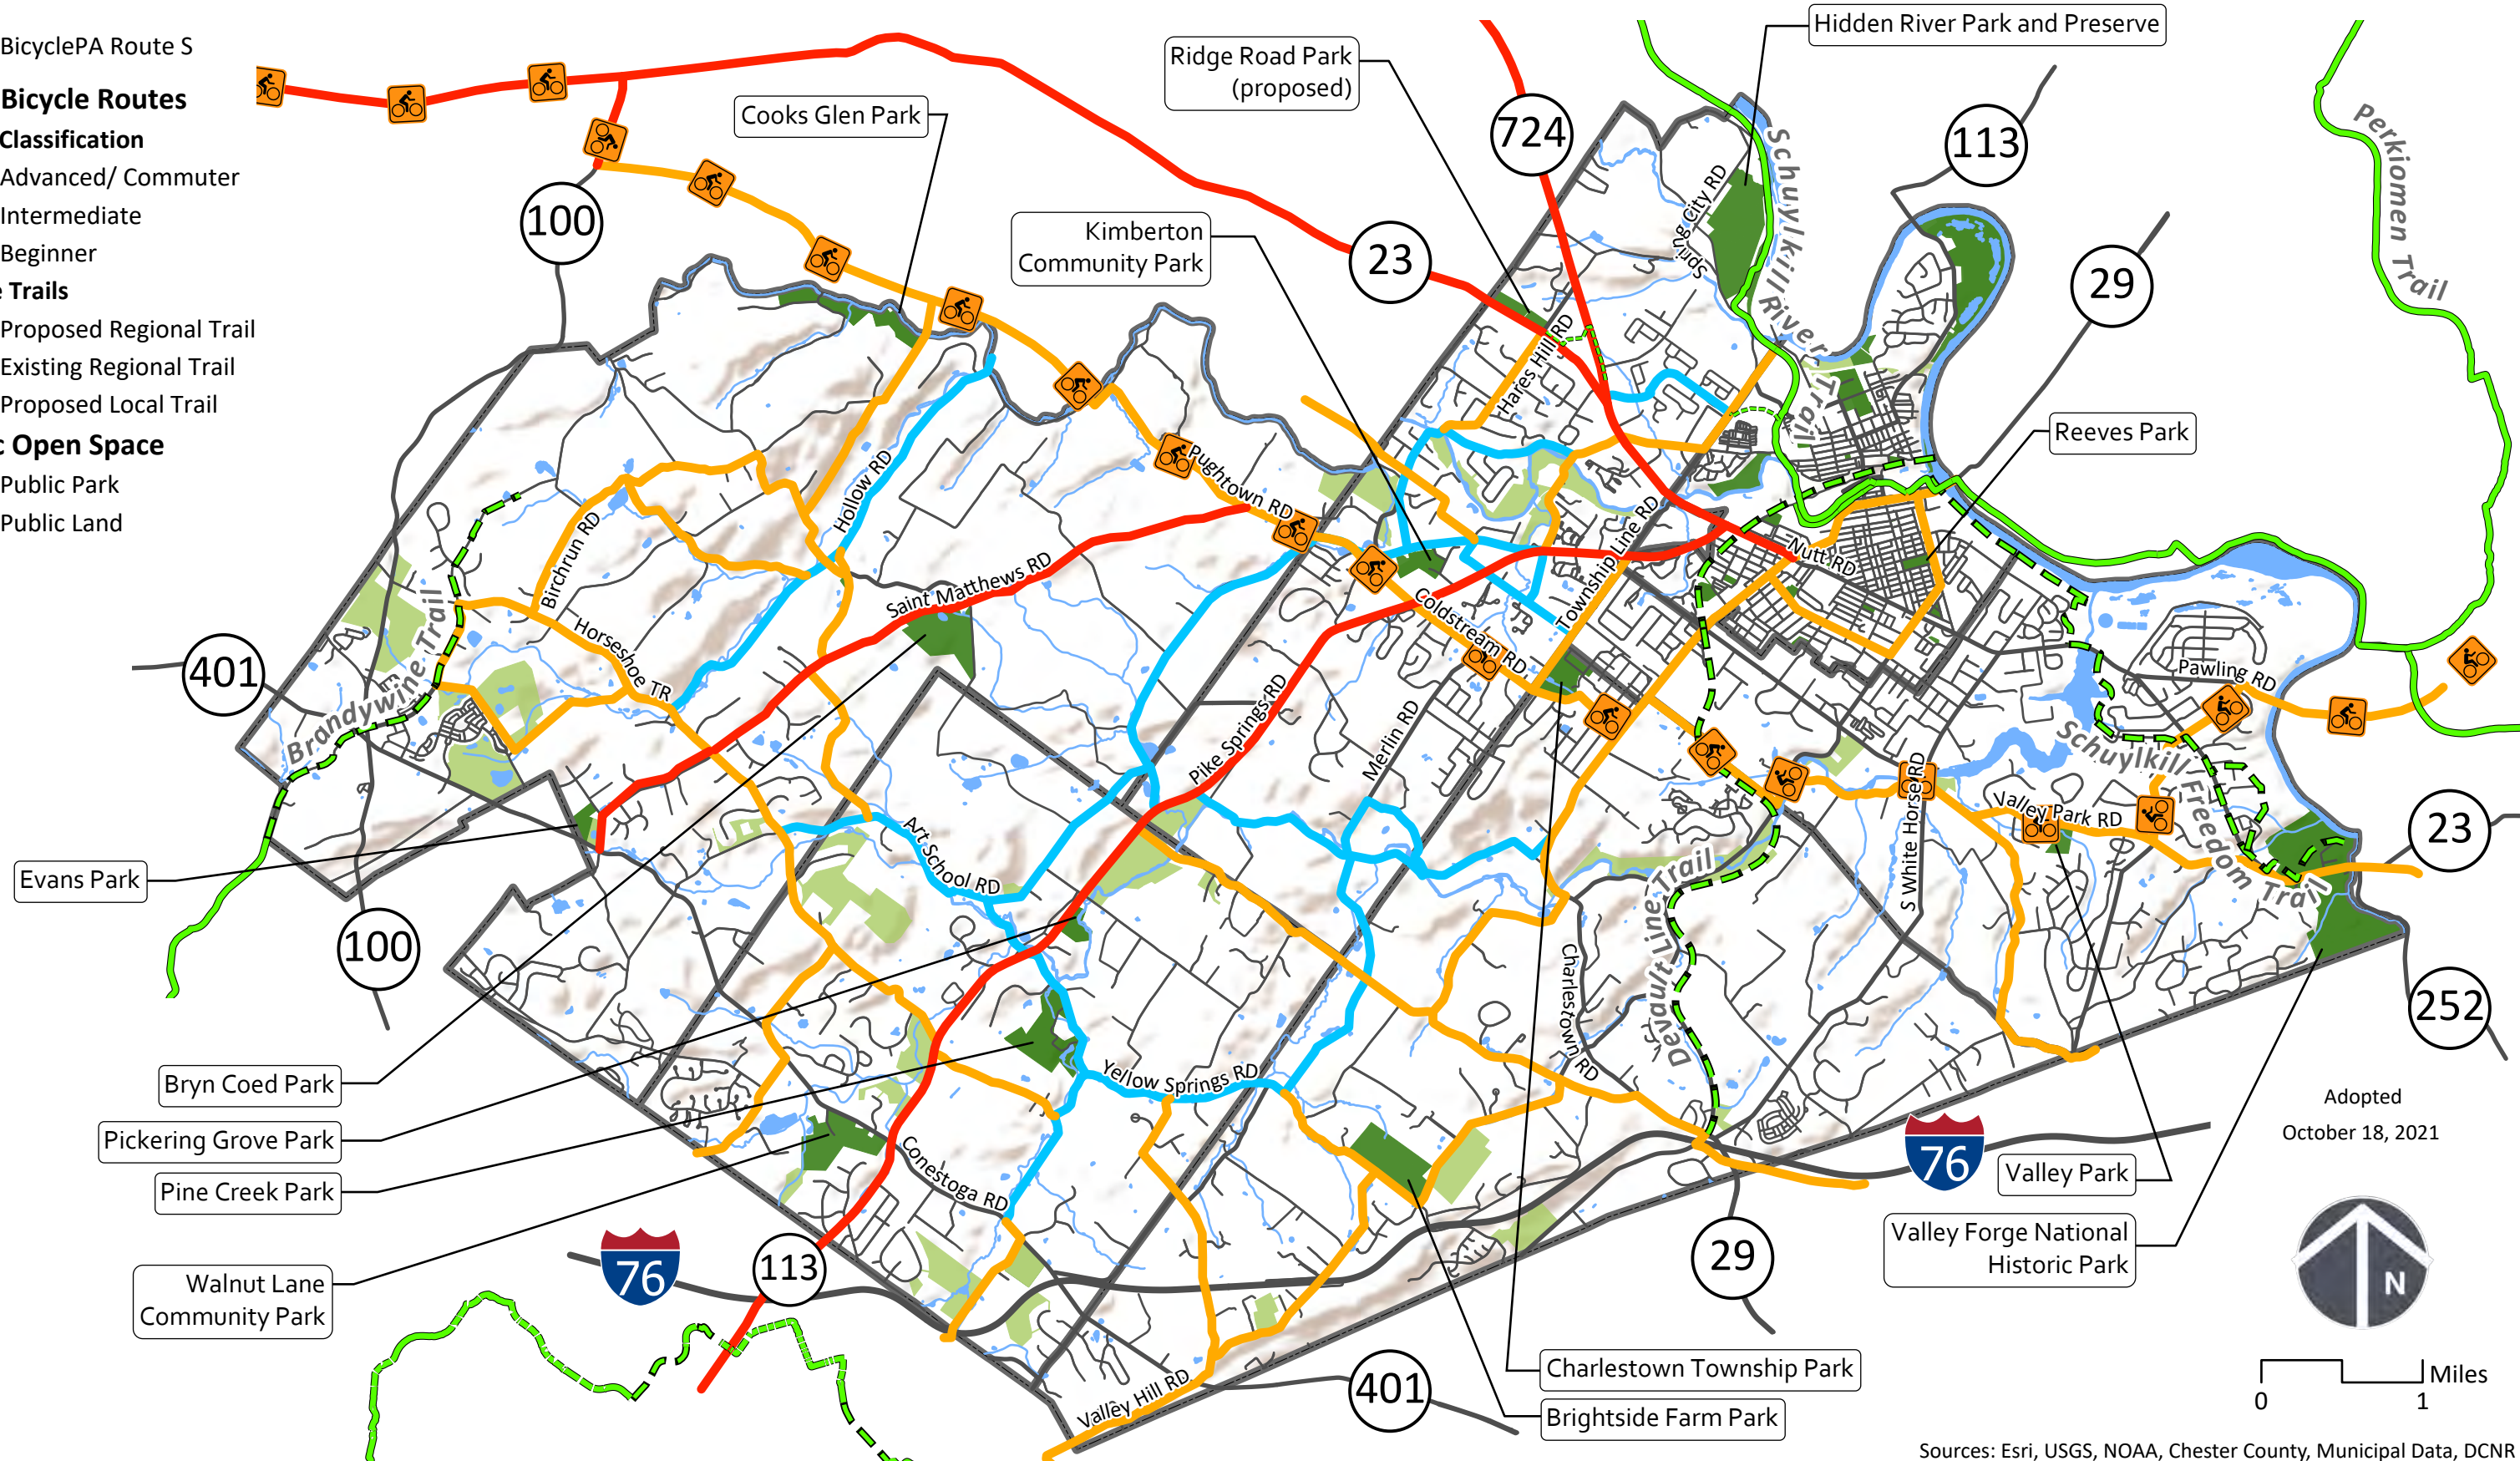 BicyclePA Route S
Bicycle Routes
Classification
Advanced/ Commuter
Intermediate
Beginner
e Trails
Proposed Regional Trail
Existing Regional Trail
Proposed Local Trail
c Open Space
Public Park
Public Land
Hidden River Park and Preserve
Ridge Road Park
(proposed)
Cooks Glen Park
Kimberton
Community Park
724
113
100
23
29
Perkiomen Trail
Schuylkill River Trail
Spring City RD
Hares Hill RD
Reeves Park
Pughtown RD
Hollow RD
Birchrun RD
Saint Matthews RD
Township Line RD
Nutt RD
Coldstream RD
Horseshoe TR
401
Brandywine Trail
Pike Springs RD
Merlin RD
Pawling RD
Schuylkill Freedom Trail
S White Horse RD
Valley Park RD
23
Art School RD
Evans Park
100
Devault Line Trail
Charlestown RD
252
Bryn Coed Park
Pickering Grove Park
Pine Creek Park
Yellow Springs RD
Conestoga RD
Adopted
October 18, 2021
76
Valley Park
Valley Forge National
Historic Park
29
N
Walnut Lane
Community Park
76
113
Valley Hill RD
401
Charlestown Township Park
Brightside Farm Park
Miles
0 1
Sources: Esri, USGS, NOAA, Chester County, Municipal Data, DCNR